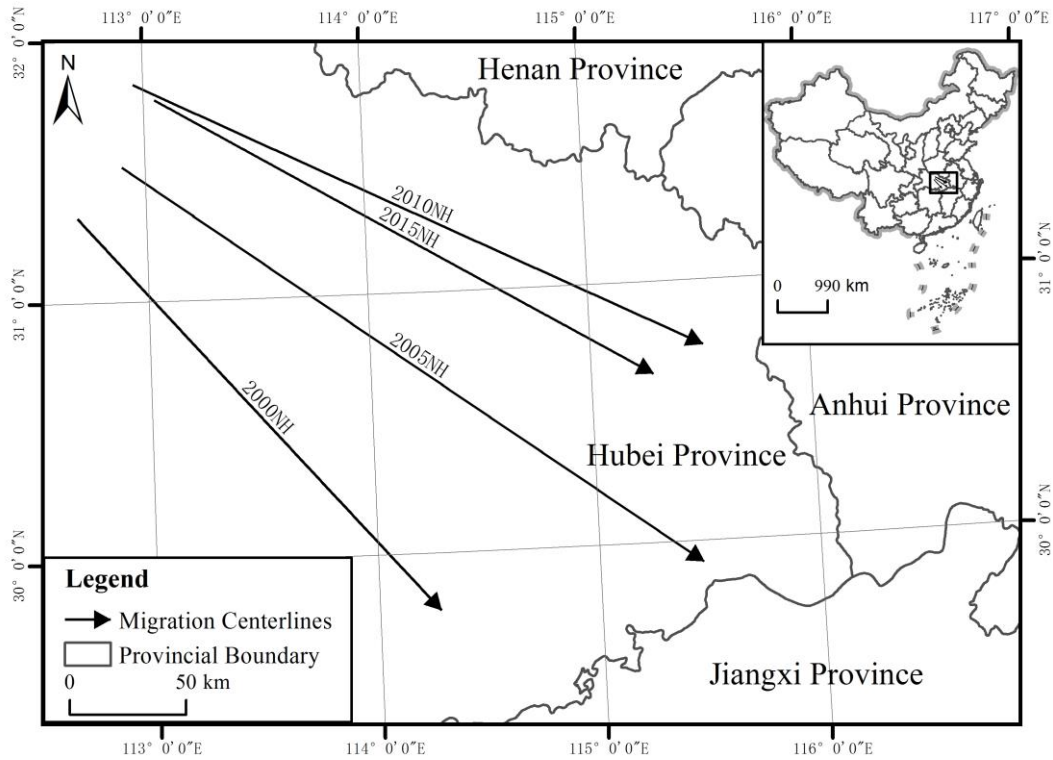 113° 0′0″E
114° 0′0″E
115° 0′0″E
116° 0′0″E
117° 0′0″E
32° 0′0″N
N
Henan Province
2010NH
2015NH
0 990 km
31° 0′0″N
31° 0′0″N
2005NH
2000NH
Anhui Province
Hubei Province
30° 0′0″N
30° 0′0″N
Legend
Migration Centerlines
Provincial Boundary
0 50 km
Jiangxi Province
113° 0′0″E
114° 0′0″E
115° 0′0″E
116° 0′0″E